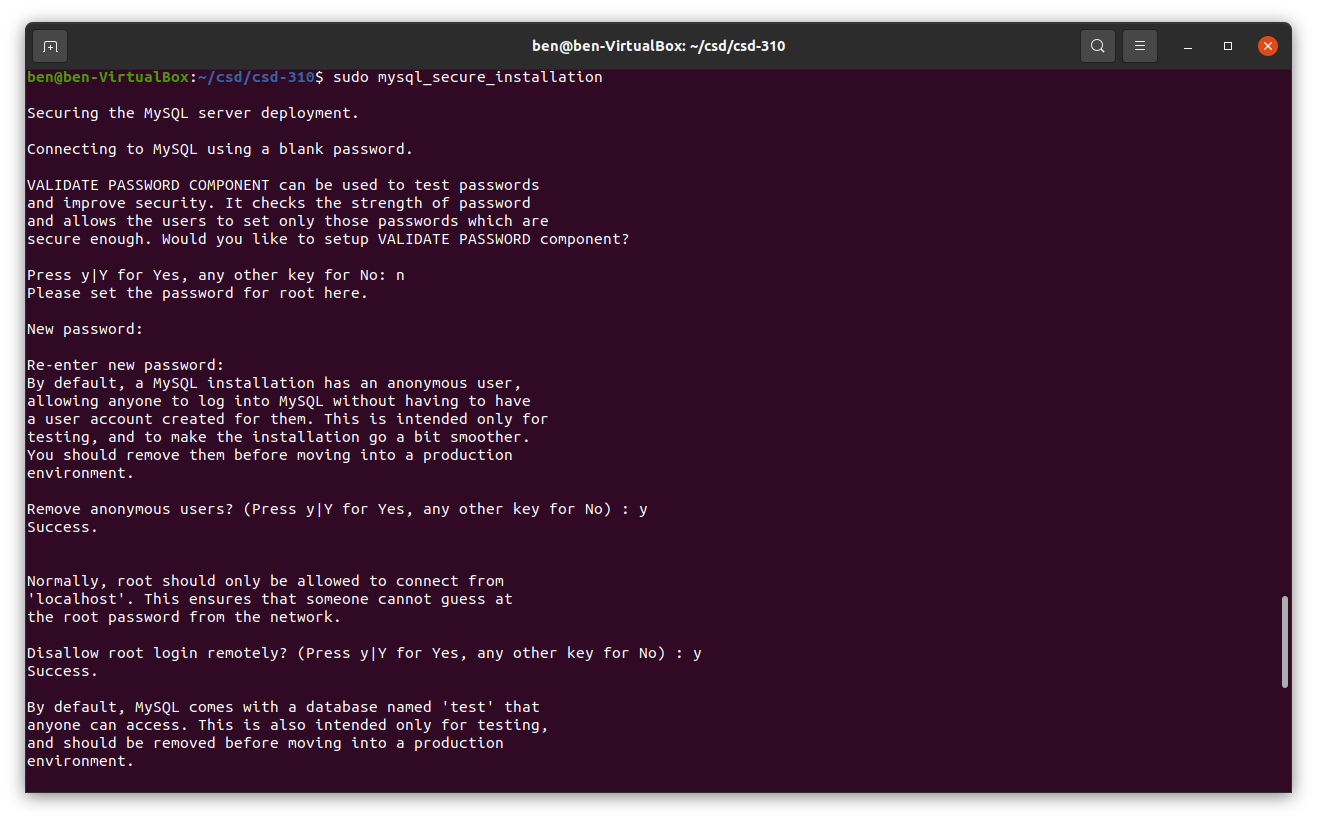 ben@ben-VirtualBox: ~/csd/csd-310
ben@ben-VirtualBox:~/csd/csd-310$ sudo mysql_secure_installation
Securing the MySQL server deployment.
Connecting to MySQL using a blank password.
VALIDATE PASSWORD COMPONENT can be used to test passwords
and improve security. It checks the strength of password
and allows the users to set only those passwords which are
secure enough. Would you like to setup VALIDATE PASSWORD component?
Press y|Y for Yes, any other key for No: n
Please set the password for root here.
New password:
Re-enter new password:
By default, a MySQL installation has an anonymous user,
allowing anyone to log into MySQL without having to have
a user account created for them. This is intended only for
testing, and to make the installation go a bit smoother.
You should remove them before moving into a production
environment.
Remove anonymous users? (Press y|Y for Yes, any other key for No) : y
Success.
Normally, root should only be allowed to connect from
'localhost'. This ensures that someone cannot guess at
the root password from the network.
Disallow root login remotely? (Press y|Y for Yes, any other key for No) : y
Success.
By default, MySQL comes with a database named 'test' that
anyone can access. This is also intended only for testing,
and should be removed before moving into a production
environment.